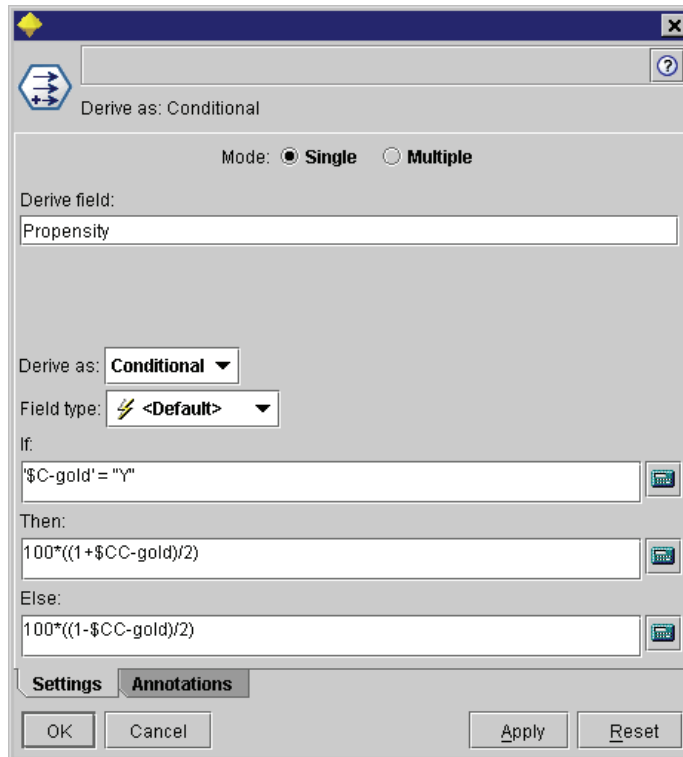 Derive as: Conditional
Mode: Single Multiple
Derive field:
Propensity
Derive as: Conditional
Field type: <Default>
If:
'$C-gold' = "Y"
Then:
100*((1+$CC-gold)/2)
Else:
100*((1-$CC-gold)/2)
Settings Annotations
OK Cancel Apply Reset